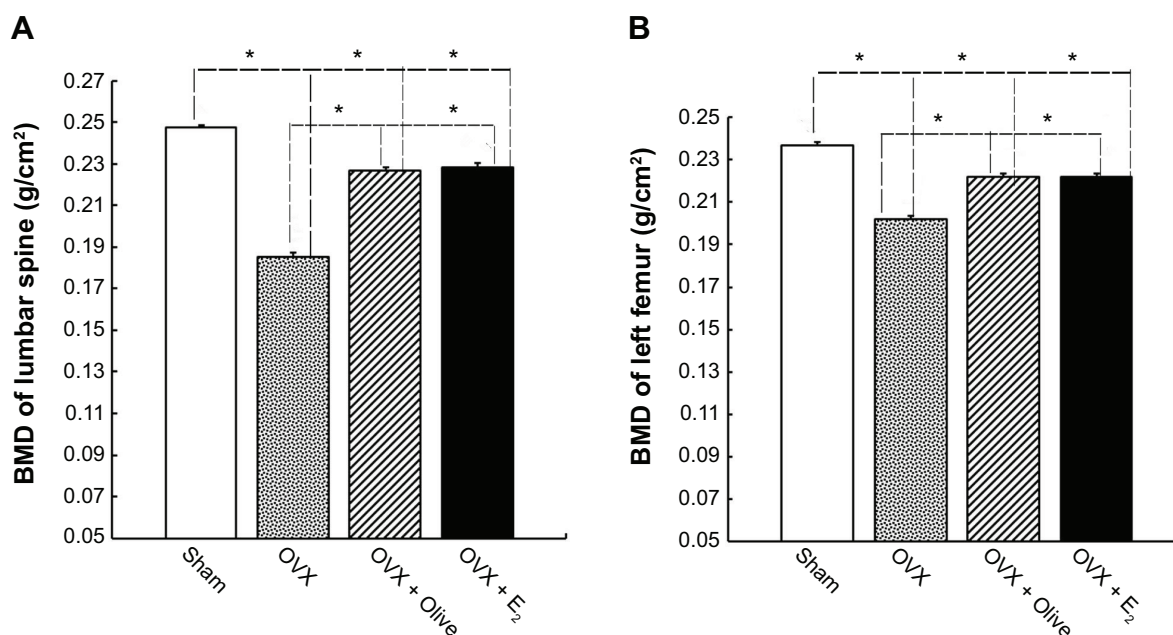 A
* * *
* *
0.27
0.25
0.23
0.21
0.19
0.17
0.15
0.13
0.11
0.09
0.07
0.05
BMD of lumbar spine (g/cm²)
Sham
OVX
OVX + Olive
OVX + E₂
B
* * *
* *
0.25
0.23
0.21
0.19
0.17
0.15
0.13
0.11
0.09
0.07
0.05
BMD of left femur (g/cm²)
Sham
OVX
OVX + Olive
OVX + E₂